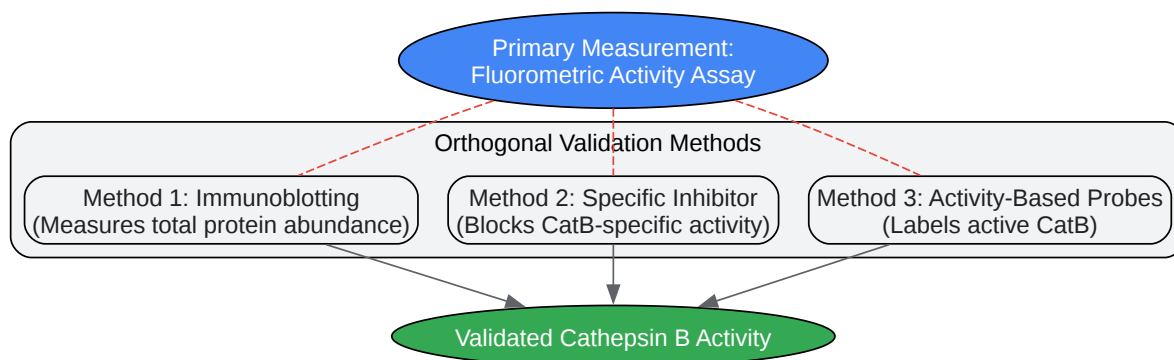 Primary Measurement:
Fluorometric Activity Assay
Orthogonal Validation Methods
Method 1: Immunoblotting
(Measures total protein abundance)
Method 2: Specific Inhibitor
(Blocks CatB-specific activity)
Method 3: Activity-Based Probes
(Labels active CatB)
Validated Cathepsin B Activity